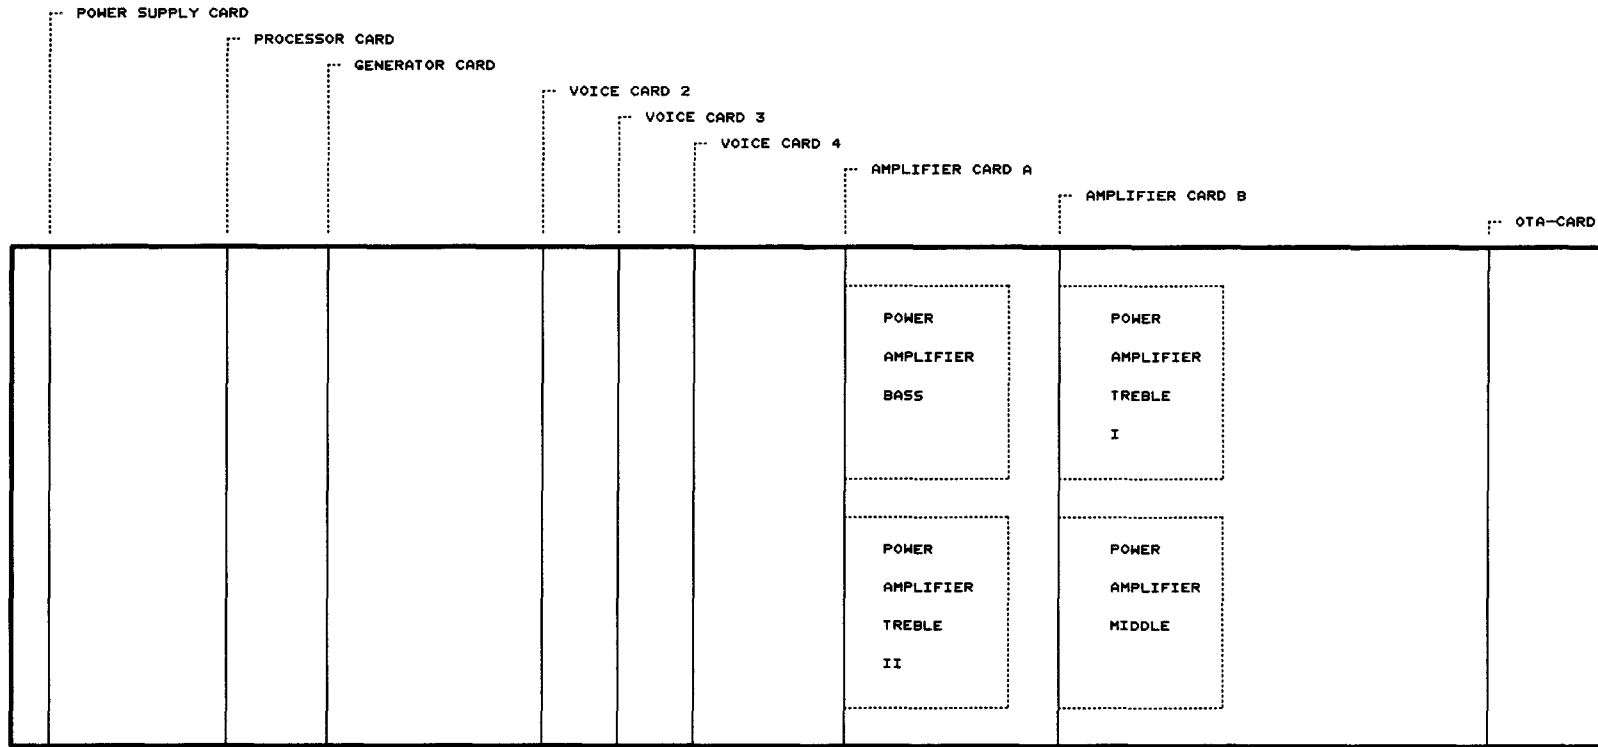 POWER SUPPLY CARD
PROCESSOR CARD
GENERATOR CARD
VOICE CARD 2
VOICE CARD 3
VOICE CARD 4
AMPLIFIER CARD A
AMPLIFIER CARD B
OTA-CARD
POWER
AMPLIFIER
BASS
POWER
AMPLIFIER
TREBLE
I
POWER
AMPLIFIER
TREBLE
II
POWER
AMPLIFIER
MIDDLE